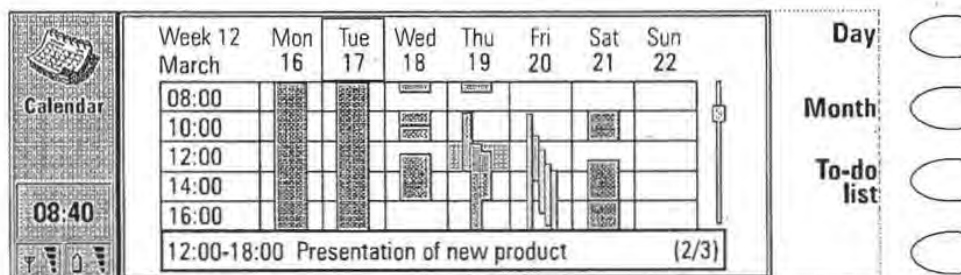 Week 12 Mon Tue Wed Thu Fri Sat Sun
March 16 17 18 19 20 21 22
Calendar
08:00
10:00
12:00
14:00
16:00
08:40
12:00-18:00 Presentation of new product (2/3)
Day
Month
To-do
list